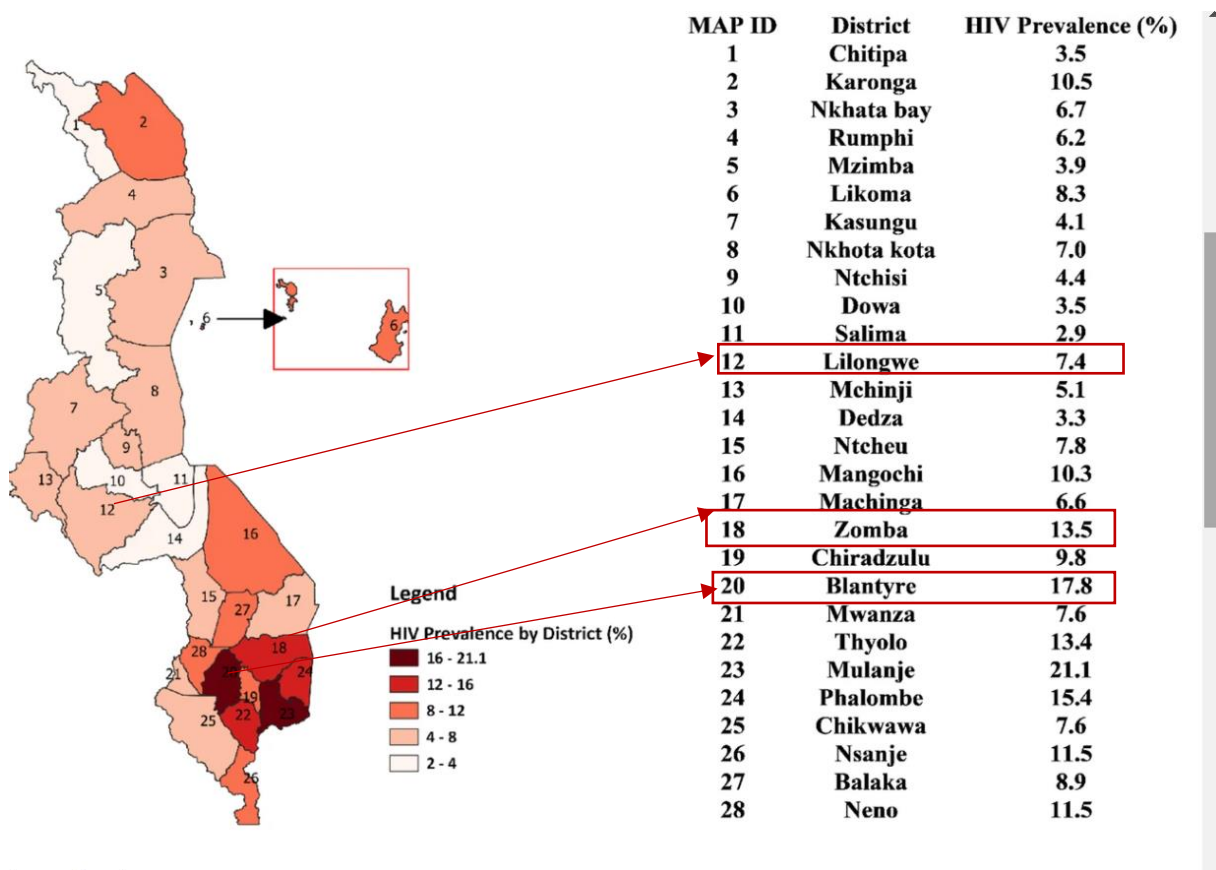 MAP ID District HIV Prevalence (%)
1 Chitipa 3.5
2 Karonga 10.5
3 Nkhata bay 6.7
4 Rumphi 6.2
5 Mzimba 3.9
6 Likoma 8.3
7 Kasungu 4.1
8 Nkhota kota 7.0
9 Ntchisi 4.4
10 Dowa 3.5
11 Salima 2.9
12 Lilongwe 7.4
13 Mchinji 5.1
14 Dedza 3.3
15 Ntcheu 7.8
16 Mangochi 10.3
17 Machinga 6.6
18 Zomba 13.5
19 Chiradzulu 9.8
20 Blantyre 17.8
21 Mwanza 7.6
22 Thyolo 13.4
23 Mulanje 21.1
24 Phalombe 15.4
25 Chikwawa 7.6
26 Nsanje 11.5
27 Balaka 8.9
28 Neno 11.5
1
2
4
3
5
6
6
8
7
9
13
10
11
12
14
16
15
27
17
28
18
21
20
24
19
25
22
23
26
Legend
HIV Prevalence by District (%)
16 - 21.1
12 - 16
8 - 12
4 - 8
2 - 4